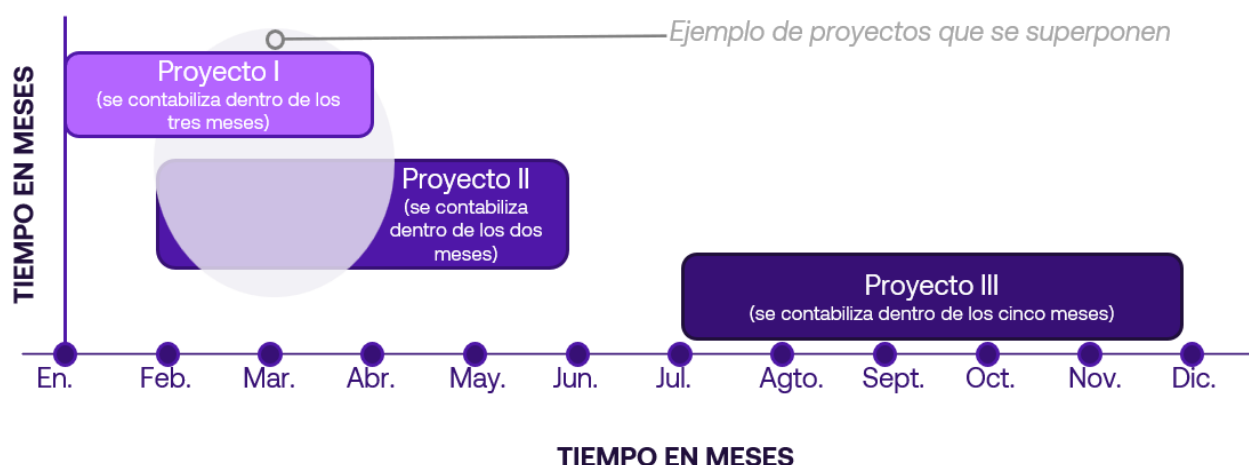 Ejemplo de proyectos que se superponen
TIEMPO EN MESES
Proyecto I
(se contabiliza dentro de los
tres meses)
Proyecto II
(se contabiliza
dentro de los dos
meses)
Proyecto III
(se contabiliza dentro de los cinco meses)
En. Feb. Mar. Abr. May. Jun. Jul. Agto. Sept. Oct. Nov. Dic.
TIEMPO EN MESES